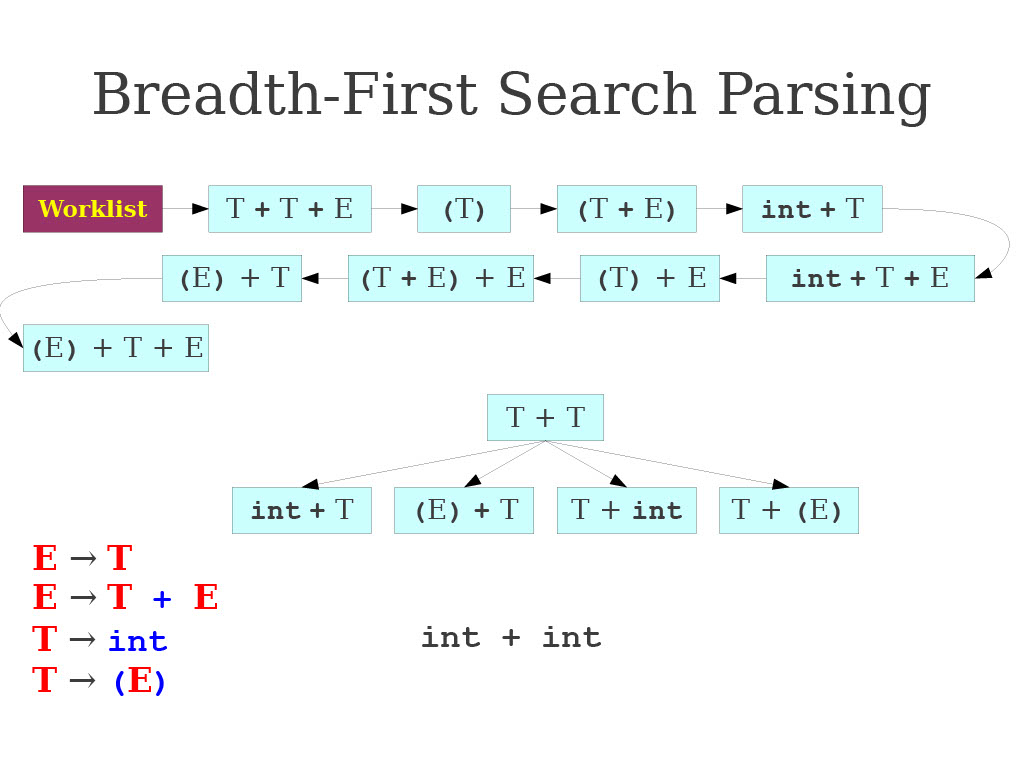 Breadth-First Search Parsing
Worklist T + T + E (T) (T + E) int + T
(E) + T (T + E) + E (T) + E int + T + E
(E) + T + E
T + T
int + T (E) + T T + int T + (E)
E → T
E → T + E
T → int
int + int
T → (E)